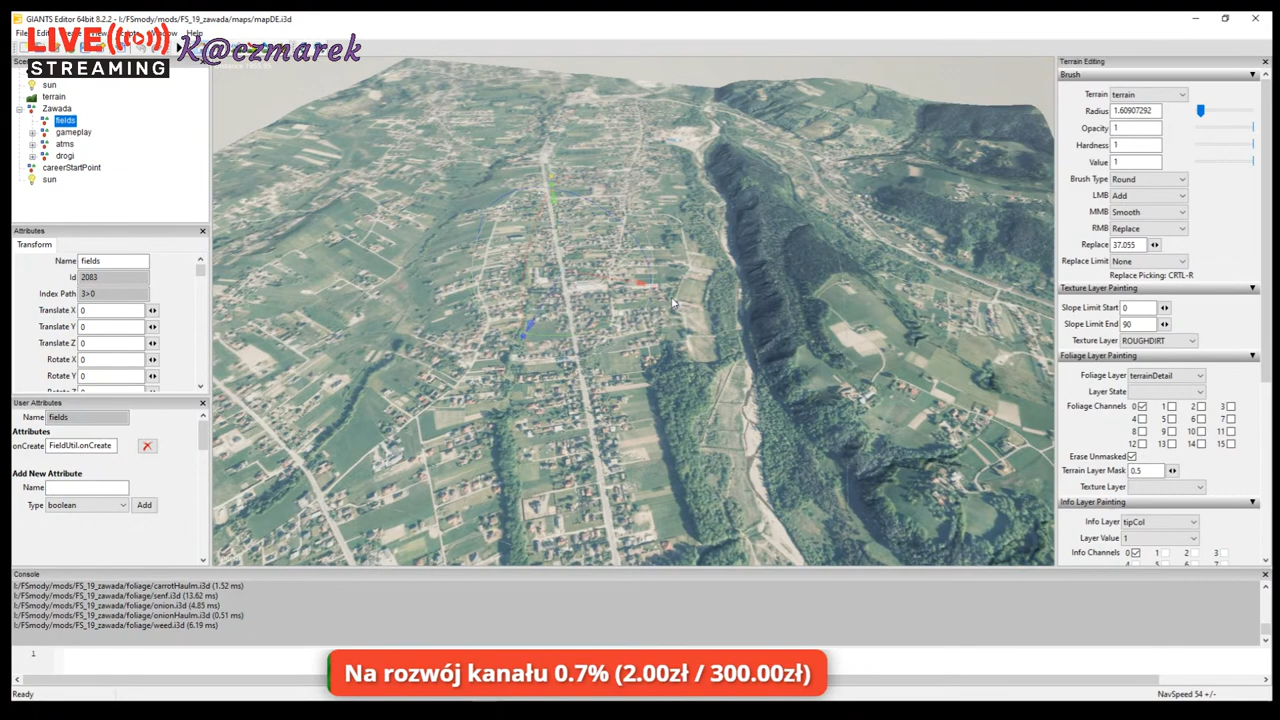 GIANTS Editor 64bit 8.2.2 - I:/FSmody/mods/FS_19_zawada/maps/mapDE.i3d
LIVE
STREAMING
K@czmarek
Help
sun
terrain
Zawada
fields
gameplay
atms
drogi
careerStartPoint
sun
Attributes
Transform
Name fields
Id 2083
Index Path 3>0
Translate X 0
Translate Y 0
Translate Z 0
Rotate X 0
Rotate Y 0
User Attributes
Name fields
Attributes
onCreate FieldUtil.onCreate
Add New Attribute
Name
Type boolean Add
Terrain Editing
Brush
Terrain terrain
Radius 1.60907292
Opacity 1
Hardness 1
Value 1
Brush Type Round
LMB Add
MMB Smooth
RMB Replace
Replace 37.055
Replace Limit None
Replace Picking: CRTL-R
Texture Layer Painting
Slope Limit Start 0
Slope Limit End 90
Texture Layer ROUGHDIRT
Foliage Layer Painting
Foliage Layer terrainDetail
Layer State
Foliage Channels 0 1 2 3
4 5 6 7
8 9 10 11
12 13 14 15
Erase Unmasked
Terrain Layer Mask 0.5
Texture Layer
Info Layer Painting
Info Layer tipCol
Layer Value 1
Info Channels 0 1 2 3
Console
I:/FSmody/mods/FS_19_zawada/foliage/carrotHaulm.i3d (1.52 ms)
I:/FSmody/mods/FS_19_zawada/foliage/senf.i3d (13.62 ms)
I:/FSmody/mods/FS_19_zawada/foliage/onion.i3d (4.85 ms)
I:/FSmody/mods/FS_19_zawada/foliage/onionHaulm.i3d (0.51 ms)
I:/FSmody/mods/FS_19_zawada/foliage/weed.i3d (6.19 ms)
1
Na rozwój kanału 0.7% (2.00zł / 300.00zł)
Ready
NavSpeed 54 +/-